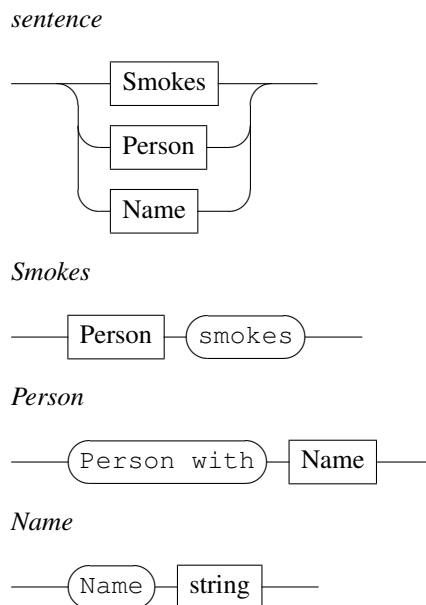 sentence
Smokes
Person
Name
Smokes
Person smokes
Person
Person with Name
Name
Name string